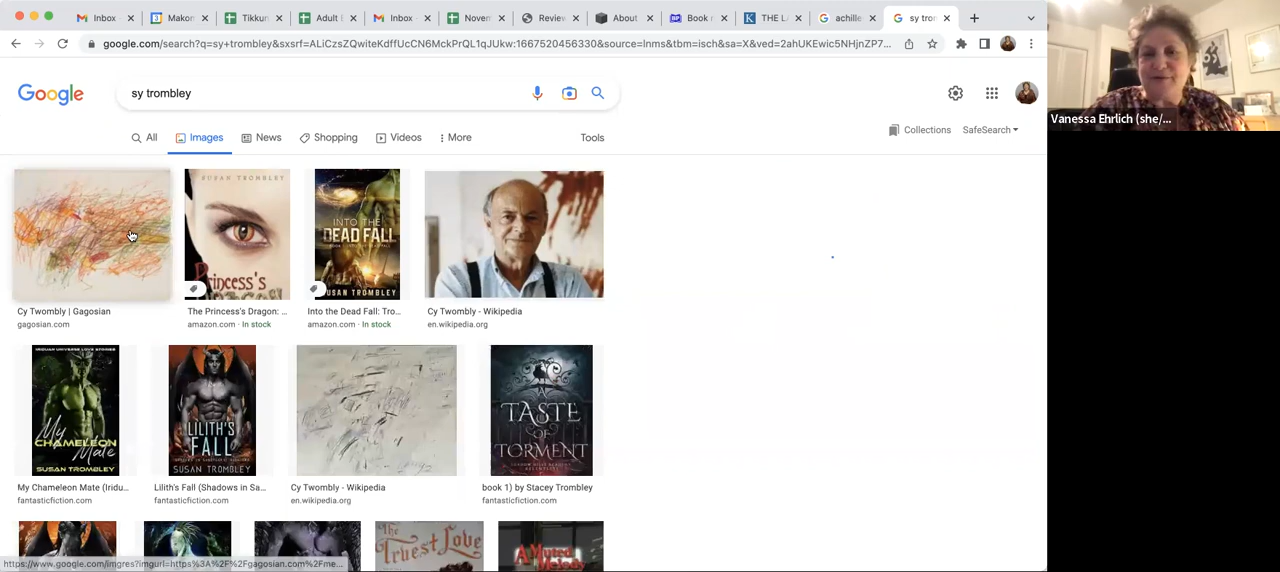 Inbox
Makon
Tikkun
Adult E
Inbox
Novem
Review
About
Book r
THE LA
achille
sy tron
google.com/search?q=sy+trombley&sxsrf=ALiCzsZQwiteKdffUcCN6MckPrQL1qJUkw:1667520456330&source=lnms&tbm=isch&sa=X&ved=2ahUKEwic5NHjnZP7...
Google
sy trombley
All
Images
News
Shopping
Videos
More
Tools
Collections
SafeSearch
Vanessa Ehrlich (she/...
SUSAN TROMBLEY
Princess's
INTO THE
DEAD FALL
SUSAN TROMBLEY
Cy Twombly | Gagosian
gagosian.com
The Princess's Dragon: ...
amazon.com · In stock
Into the Dead Fall: Tro...
amazon.com · In stock
Cy Twombly - Wikipedia
en.wikipedia.org
My
CHAMELEON
MATE
SUSAN TROMBLEY
LILITH'S
FALL
SUSAN TROMBLEY
A
TASTE
OF
TORMENT
My Chameleon Mate (Iridu...
fantasticfiction.com
Lilith's Fall (Shadows in Sa...
fantasticfiction.com
Cy Twombly - Wikipedia
en.wikipedia.org
book 1) by Stacey Trombley
fantasticfiction.com
The
Truest Love
A Muted
Melody
https://www.google.com/imgres?imgurl=https%3A%2F%2Fgagosian.com%2Fme...